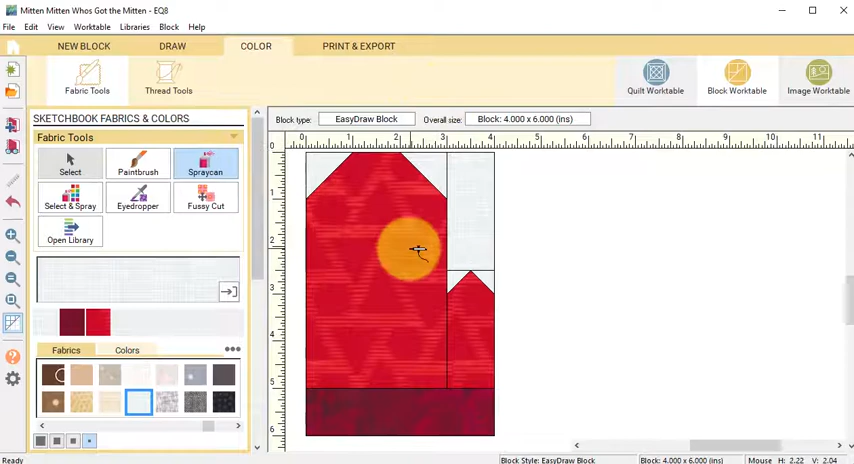 Mitten Mitten Whos Got the Mitten - EQ8
File Edit View Worktable Libraries Block Help
NEW BLOCK DRAW COLOR PRINT & EXPORT
Fabric Tools Thread Tools Quilt Worktable Block Worktable Image Worktable
SKETCHBOOK FABRICS & COLORS
Fabric Tools
Select Paintbrush Spraycan
Select & Spray Eyedropper Fussy Cut
Open Library
Fabrics Colors
Block type: EasyDraw Block Overall size: Block: 4.000 x 6.000 (ins)
0 1 2 3 4 5 6 7 8 9 10 11
0
1
2
3
4
5
6
Ready Block Style: EasyDraw Block Block: 4.000 x 6.000 (ins) Mouse H: 2.22 V: 2.04